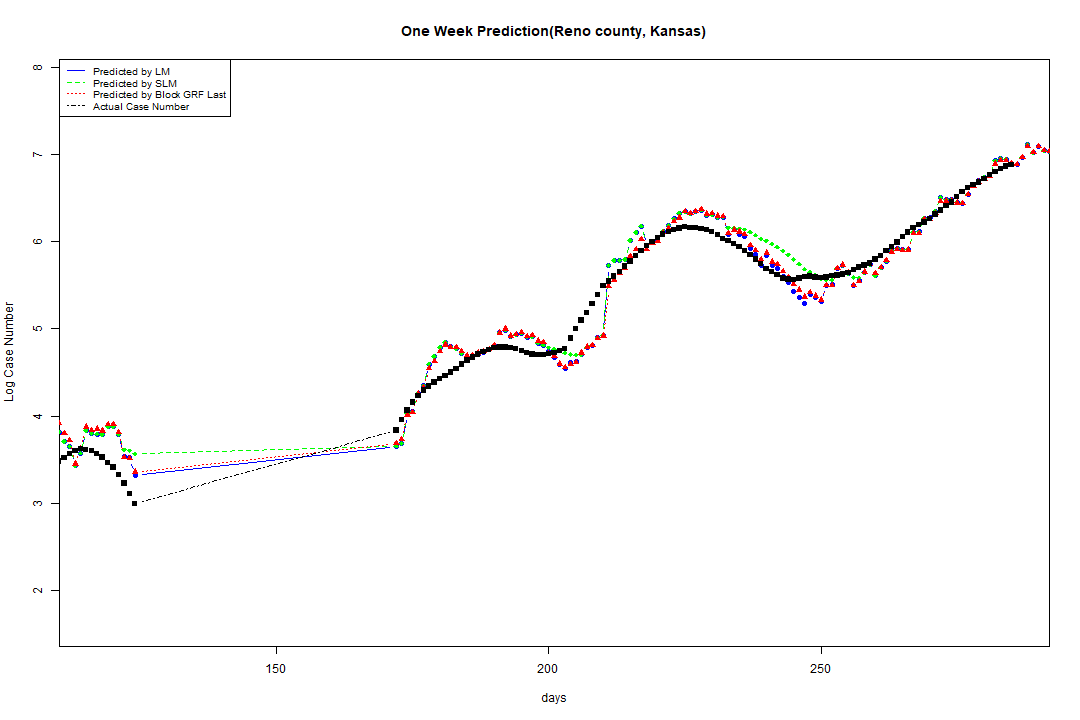 One Week Prediction(Reno county, Kansas)
Predicted by LM
Predicted by SLM
Predicted by Block GRF Last
Actual Case Number
8
7
6
5
4
3
2
Log Case Number
150 200 250
days